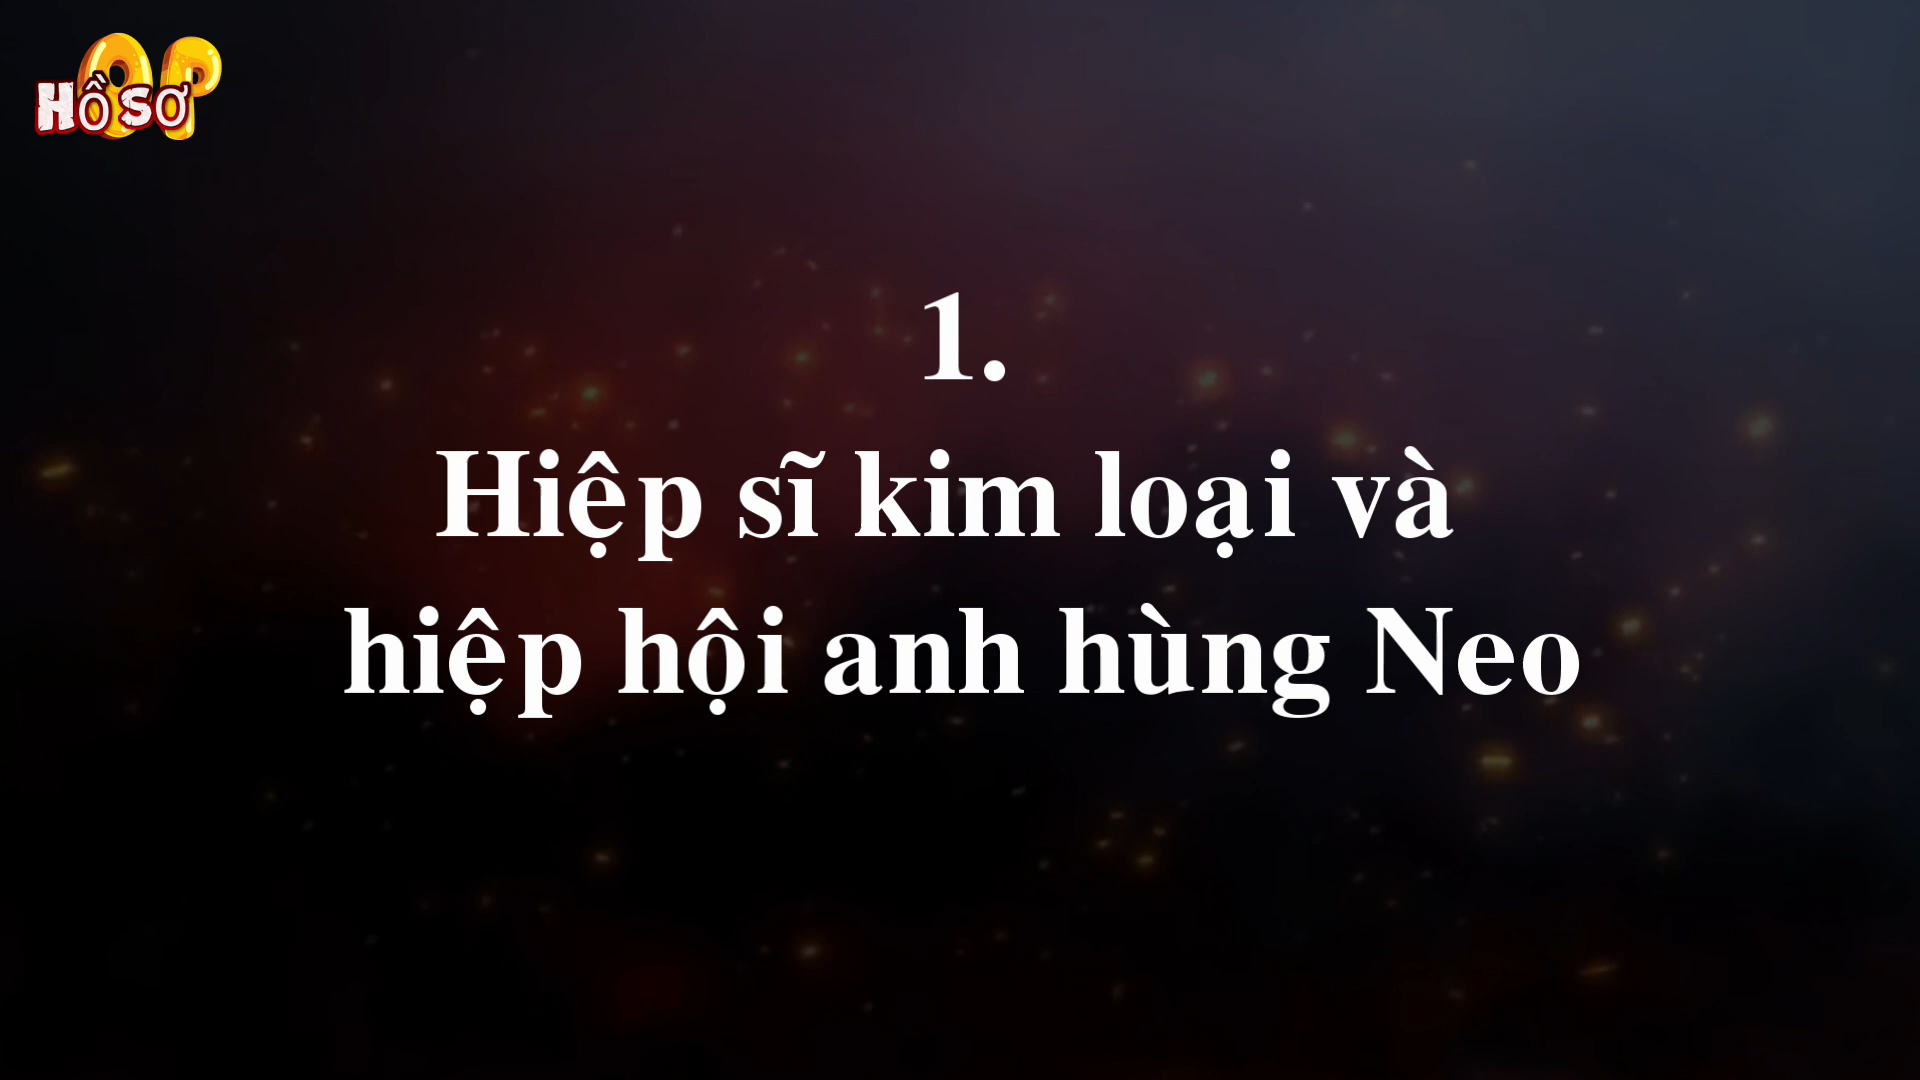 OP
HỒ SƠ
1.
Hiệp sĩ kim loại và
hiệp hội anh hùng Neo